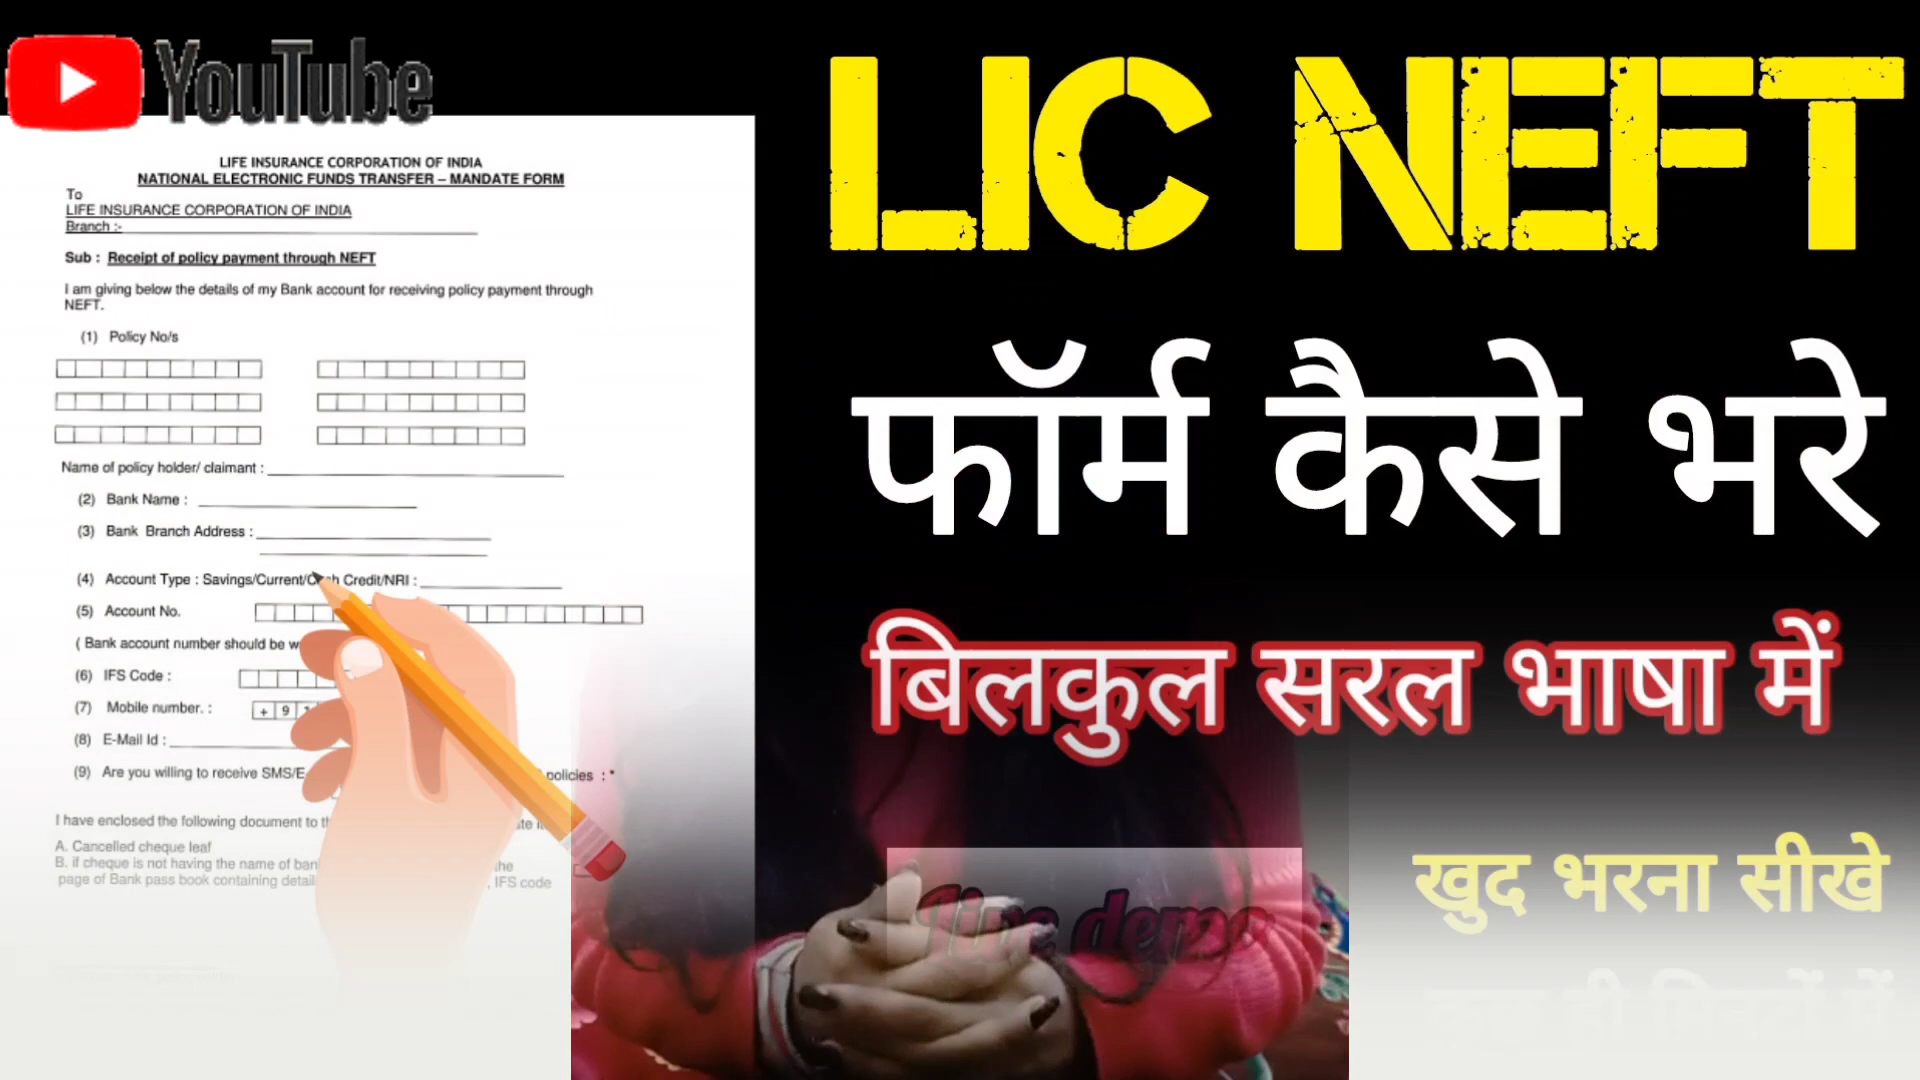 YouTube
LIFE INSURANCE CORPORATION OF INDIA
NATIONAL ELECTRONIC FUNDS TRANSFER – MANDATE FORM
To
LIFE INSURANCE CORPORATION OF INDIA
Branch :-
Sub : Receipt of policy payment through NEFT
I am giving below the details of my Bank account for receiving policy payment through
NEFT.
(1) Policy No/s
Name of policy holder/ claimant :
(2) Bank Name :
(3) Bank Branch Address :
(4) Account Type : Savings/Current/Cash Credit/NRI :
(5) Account No.
( Bank account number should be
(6) IFS Code :
(7) Mobile number. :
+ 9 1
(8) E-Mail Id :
(9) Are you willing to receive SMS/E policies : *
I have enclosed the following document to
A. Cancelled cheque leaf
B. if cheque is not having the name of the
page of Bank pass book containing , IFS code
LIC NEFT
फॉर्म कैसे भरे
बिलकुल सरल भाषा में
Live demo
खुद भरना सीखे
कुछ ही मिनटों में